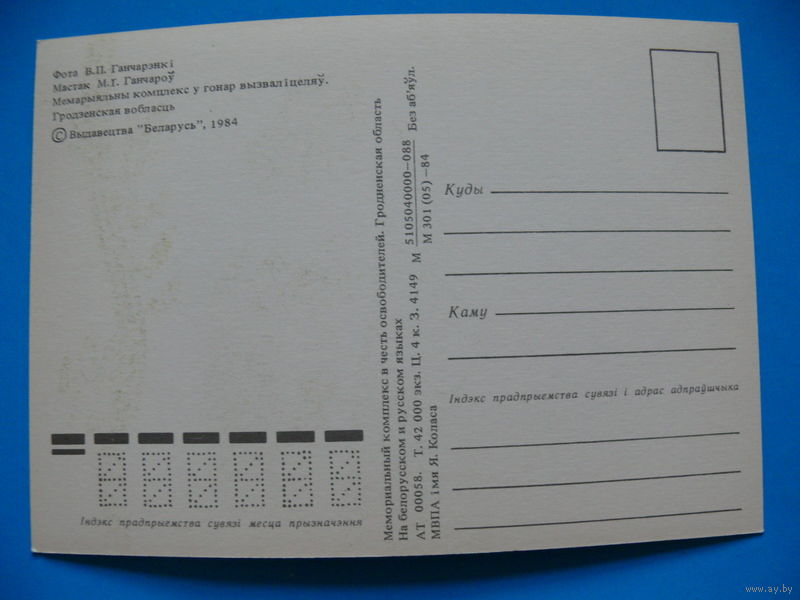 Фота В.П. Ганчарэнкі
Мастак М.Г. Ганчароў
Мемарыяльны комплекс у гонар вызваліцеляў.
Гродзенская вобласць
© Выдавецтва "Беларусь", 1984
Індэкс прадпрыемства сувязі месца прызначэння
Мемориальный комплекс в честь освободителей. Гродненская область
На белорусском и русском языках
АТ 00058. Т. 42 000 экз. Ц. 4 к. З. 4149 М 5105040000—088 Без аб'яўл.
М 301 (05) —84
МВПА імя Я. Коласа
Куды
Каму
Індэкс прадпрыемства сувязі і адрас адпраўшчыка
www.ay.by